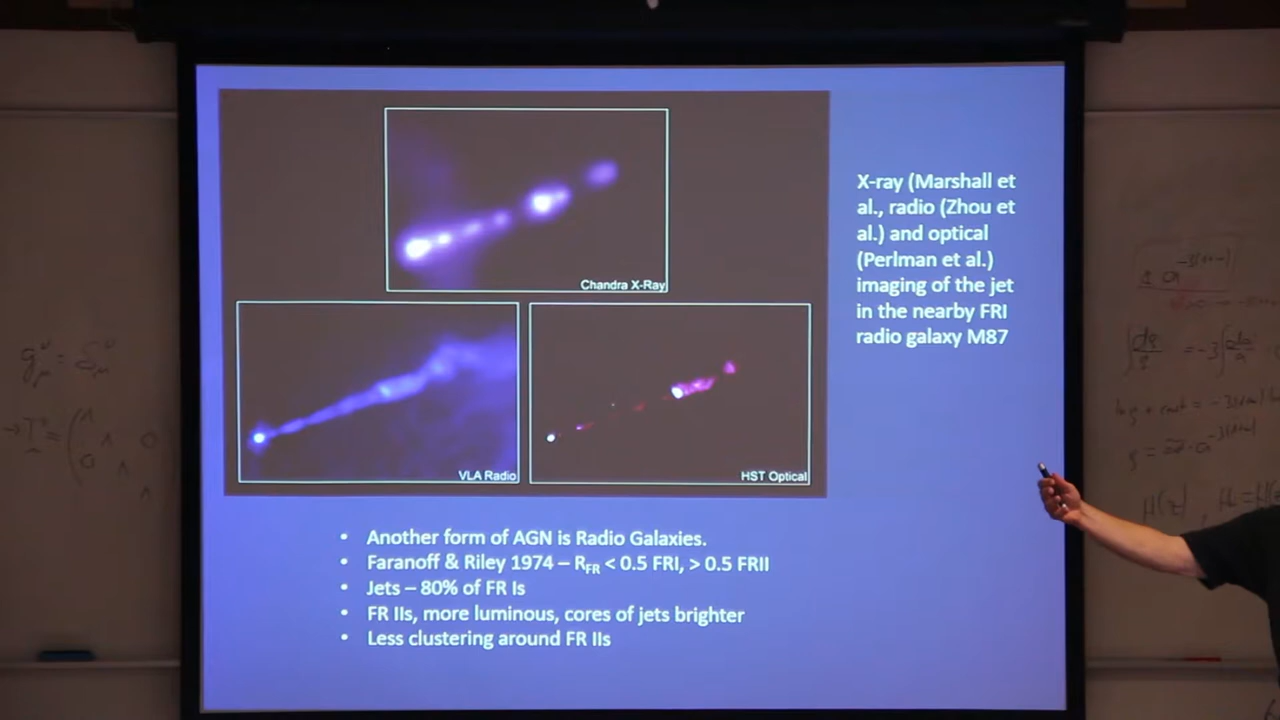 Chandra X-Ray
VLA Radio
HST Optical
X-ray (Marshall et
al., radio (Zhou et
al.) and optical
(Perlman et al.)
imaging of the jet
in the nearby FRI
radio galaxy M87
• Another form of AGN is Radio Galaxies.
• Faranoff & Riley 1974 – R_FR < 0.5 FRI, > 0.5 FRII
• Jets – 80% of FR Is
• FR IIs, more luminous, cores of jets brighter
• Less clustering around FR IIs